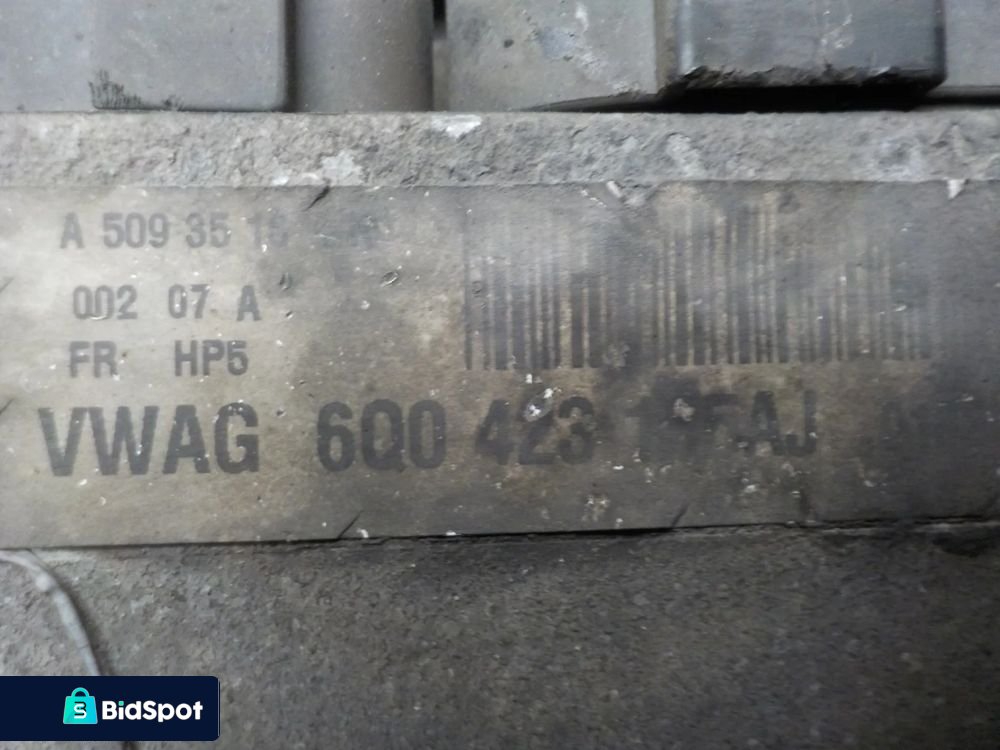 A 509 35
002 07 A
FR HP5
VWAG 6Q0 423
BidSpot